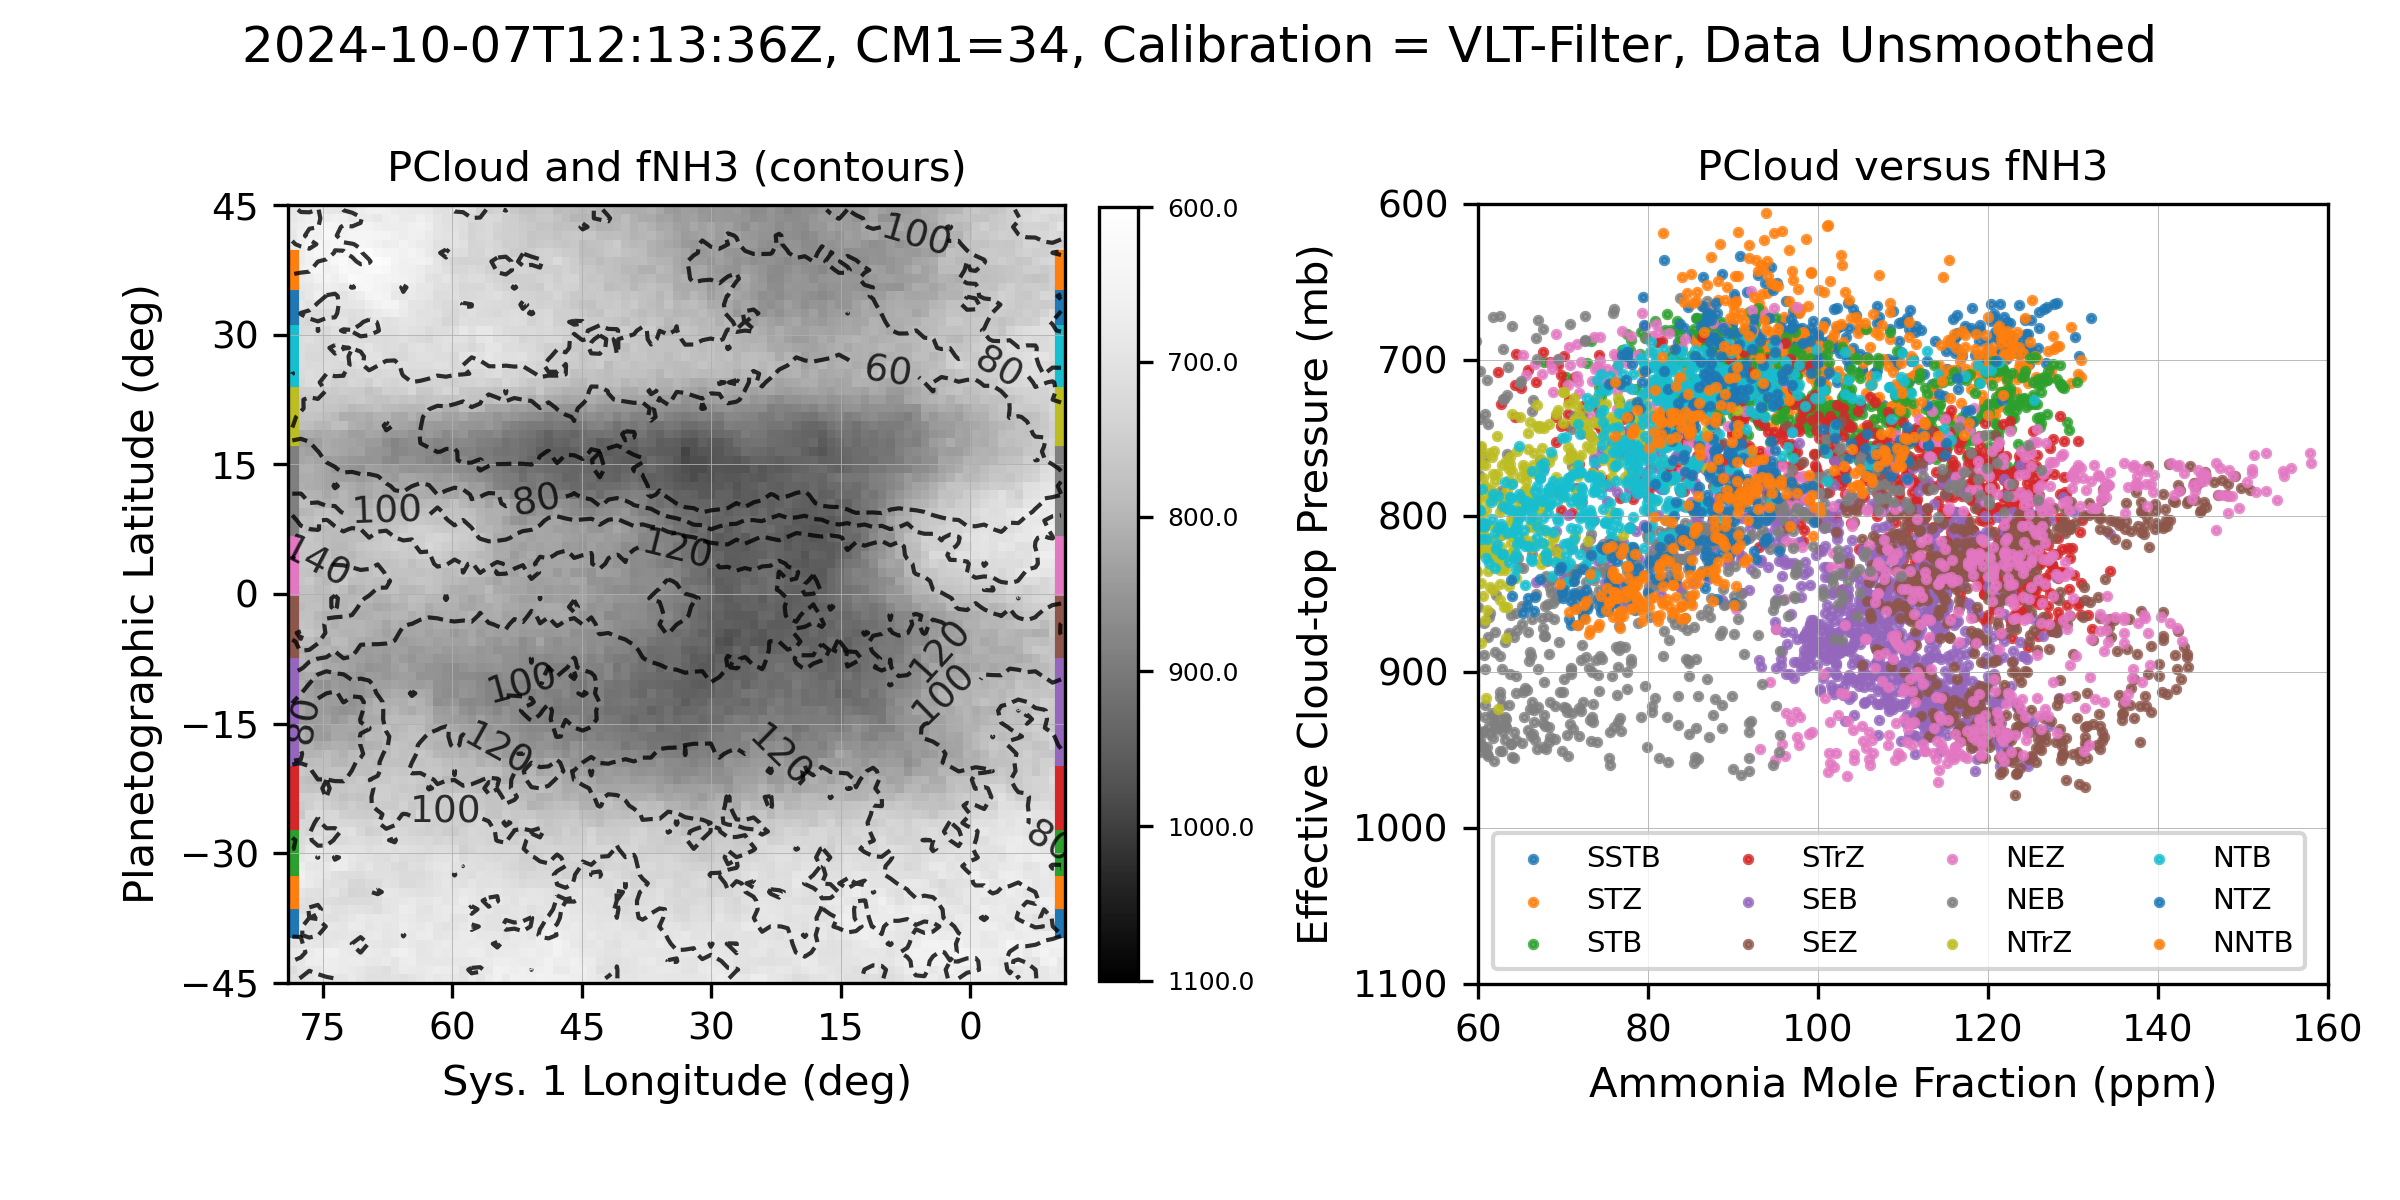 2024-10-07T12:13:36Z, CM1=34, Calibration = VLT-Filter, Data Unsmoothed
PCloud and fNH3 (contours)
Planetographic Latitude (deg)
45
30
15
0
−15
−30
−45
75
60
45
30
15
0
Sys. 1 Longitude (deg)
100
60
80
100
80
140
120
120
100
100
80
120
120
100
80
600.0
700.0
800.0
900.0
1000.0
1100.0
PCloud versus fNH3
Effective Cloud-top Pressure (mb)
600
700
800
900
1000
1100
60
80
100
120
140
160
Ammonia Mole Fraction (ppm)
SSTB
STZ
STB
STrZ
SEB
SEZ
NEZ
NEB
NTrZ
NTB
NTZ
NNTB